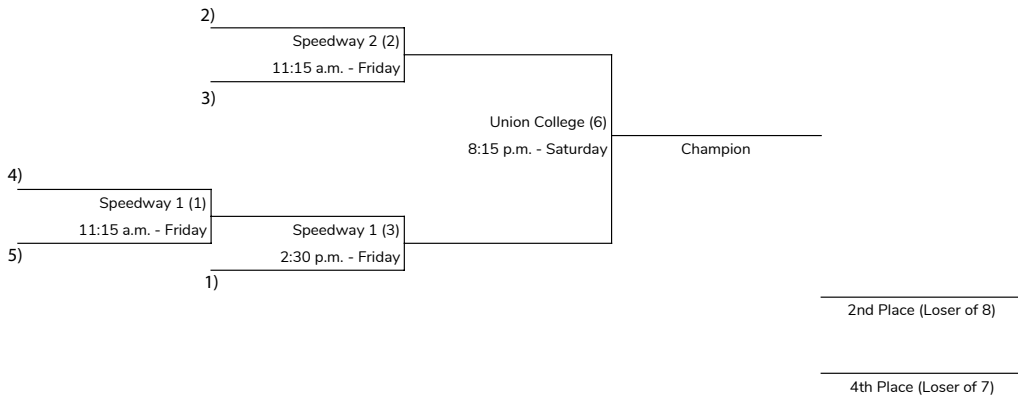 2)
Speedway 2 (2)
11:15 a.m. - Friday
3)
Union College (6)
8:15 p.m. - Saturday
Champion
4)
Speedway 1 (1)
11:15 a.m. - Friday
5)
Speedway 1 (3)
2:30 p.m. - Friday
1)
2nd Place (Loser of 8)
4th Place (Loser of 7)